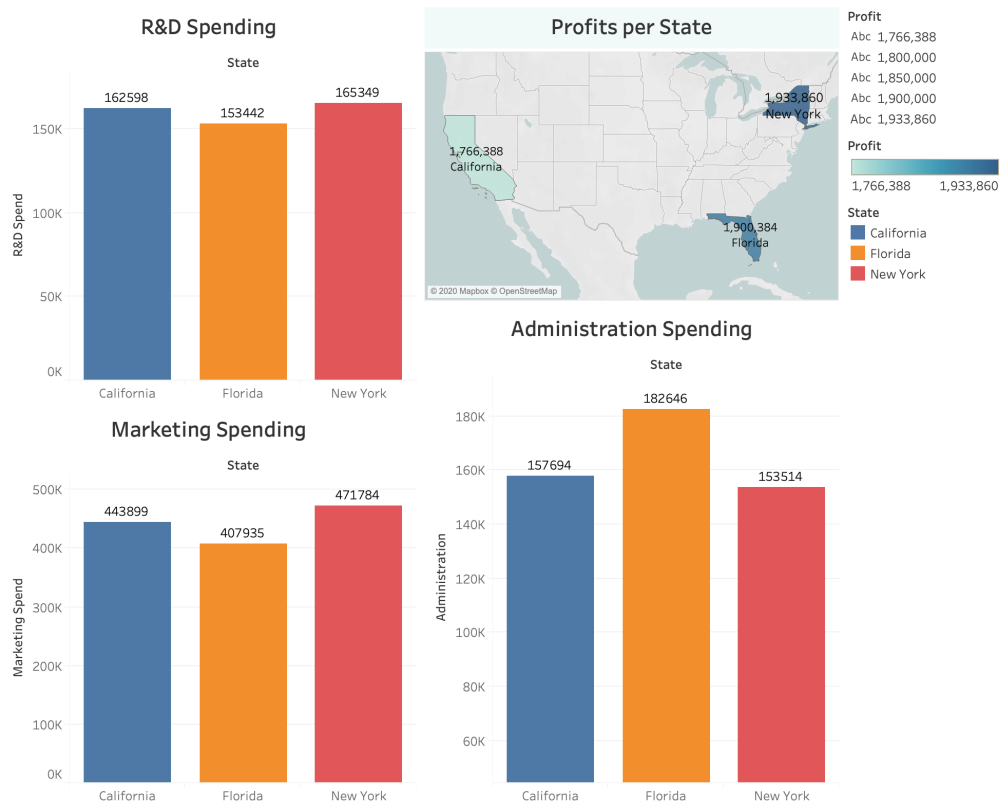 R&D Spending
State
162598
153442
165349
150K
100K
50K
0K
R&D Spend
California
Florida
New York
Profits per State
1,933,860
New York
1,766,388
California
1,900,384
Florida
© 2020 Mapbox © OpenStreetMap
Profit
Abc 1,766,388
Abc 1,800,000
Abc 1,850,000
Abc 1,900,000
Abc 1,933,860
Profit
1,766,388 1,933,860
State
California
Florida
New York
Marketing Spending
State
500K
400K
300K
200K
100K
0K
Marketing Spend
443899
407935
471784
California
Florida
New York
Administration Spending
State
180K
160K
140K
120K
100K
80K
60K
Administration
157694
182646
153514
California
Florida
New York